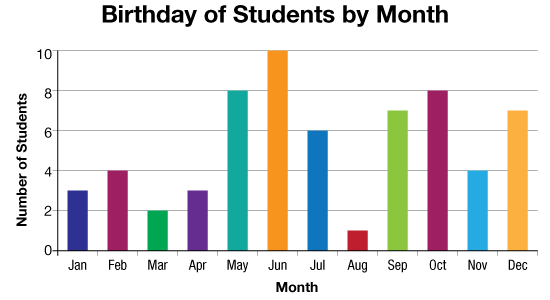 Birthday of Students by Month
Number of Students
10
8
6
4
2
0
Jan Feb Mar Apr May Jun Jul Aug Sep Oct Nov Dec
Month